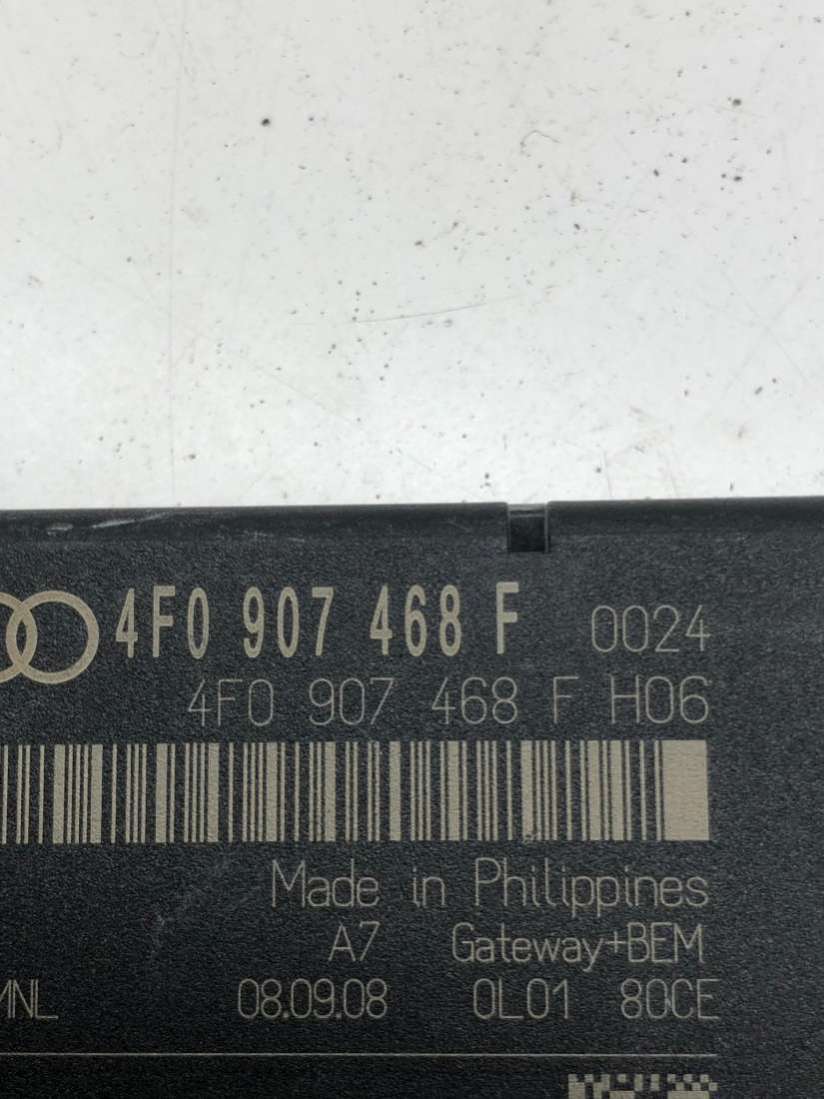 4F0 907 468 F 0024
4F0 907 468 F H06
Made in Philippines
A7 Gateway+BEM
MNL 08.09.08 0L01 80CE